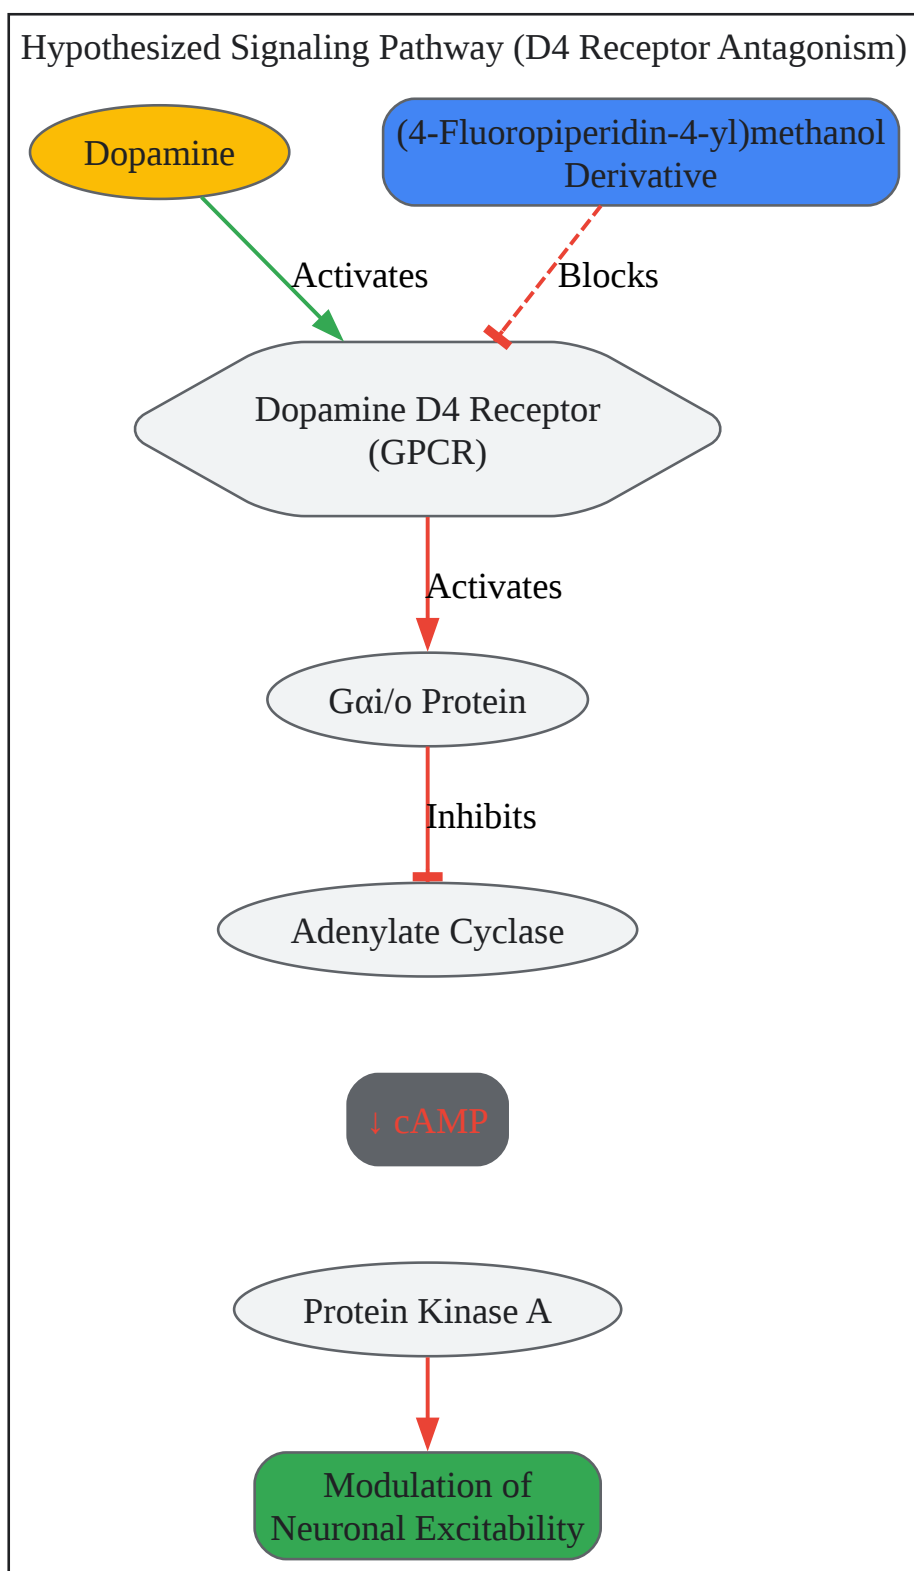 Hypothesized Signaling Pathway (D4 Receptor Antagonism)
Dopamine
(4-Fluoropiperidin-4-yl)methanol
Derivative
Activates
Blocks
Dopamine D4 Receptor
(GPCR)
Activates
Gαi/o Protein
Inhibits
Adenylate Cyclase
↓ cAMP
Protein Kinase A
Modulation of
Neuronal Excitability